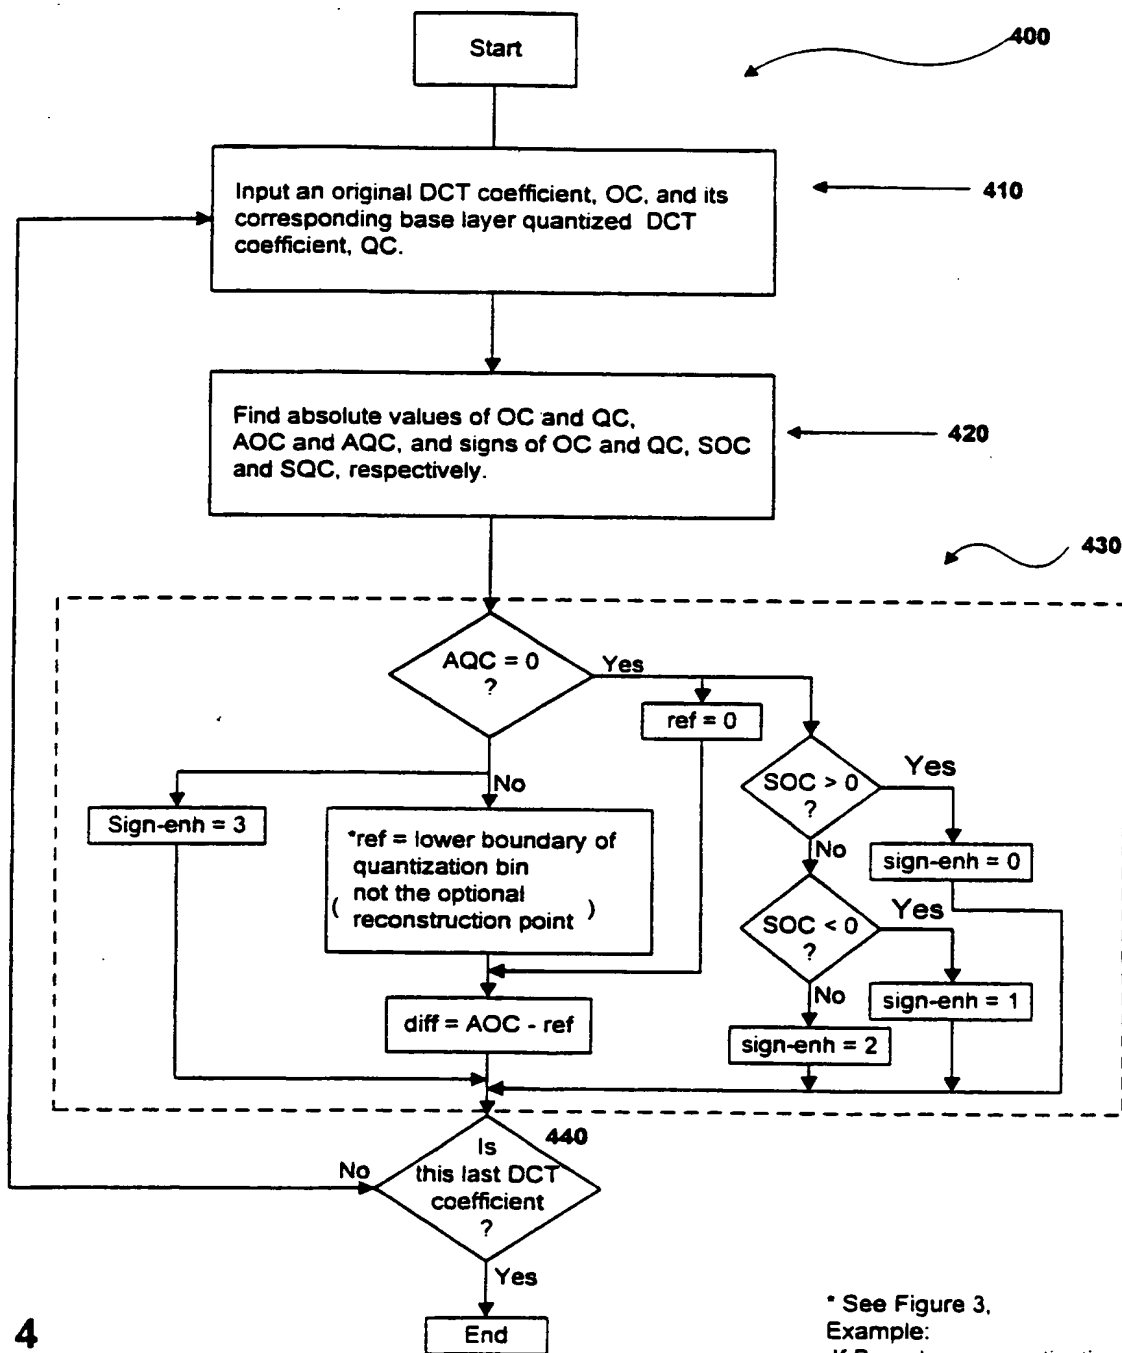 Start
400
Input an original DCT coefficient, OC, and its
corresponding base layer quantized DCT
coefficient, QC.
410
Find absolute values of OC and QC,
AOC and AQC, and signs of OC and QC, SOC
and SQC, respectively.
420
430
AQC = 0
?
Yes
ref = 0
SOC > 0
?
Yes
No
Sign-enh = 3
*ref = lower boundary of
quantization bin
not the optional
( reconstruction point )
No
sign-enh = 0
SOC < 0
?
Yes
No
sign-enh = 1
diff = AOC - ref
sign-enh = 2
440
Is
this last DCT
coefficient
?
No
Yes
End
4
* See Figure 3,
Example: